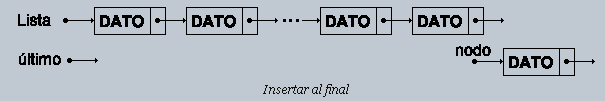 Lista DATO DATO DATO DATO
último nodo DATO
Insertar al final